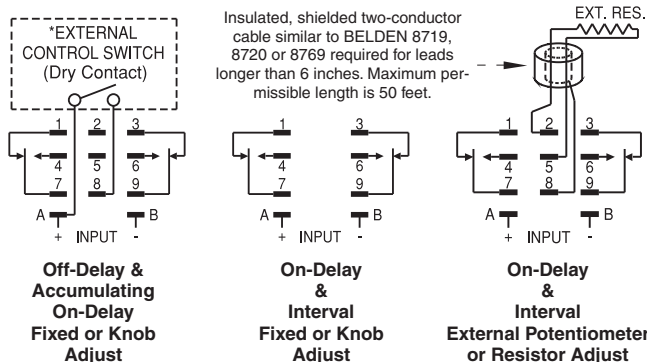 *EXTERNAL
CONTROL SWITCH
(Dry Contact)
Insulated, shielded two-conductor
cable similar to BELDEN 8719,
8720 or 8769 required for leads
longer than 6 inches. Maximum per-
missible length is 50 feet.
EXT. RES.
1 2 3
4 5 6
7 8 9
A B
+ INPUT -
Off-Delay &
Accumulating
On-Delay
Fixed or Knob
Adjust
1 3
4 6
7 9
A B
+ INPUT -
On-Delay
&
Interval
Fixed or Knob
Adjust
1 2 3
4 5 6
7 8 9
A B
+ INPUT -
On-Delay
&
Interval
External Potentiometer
or Resistor Adjust